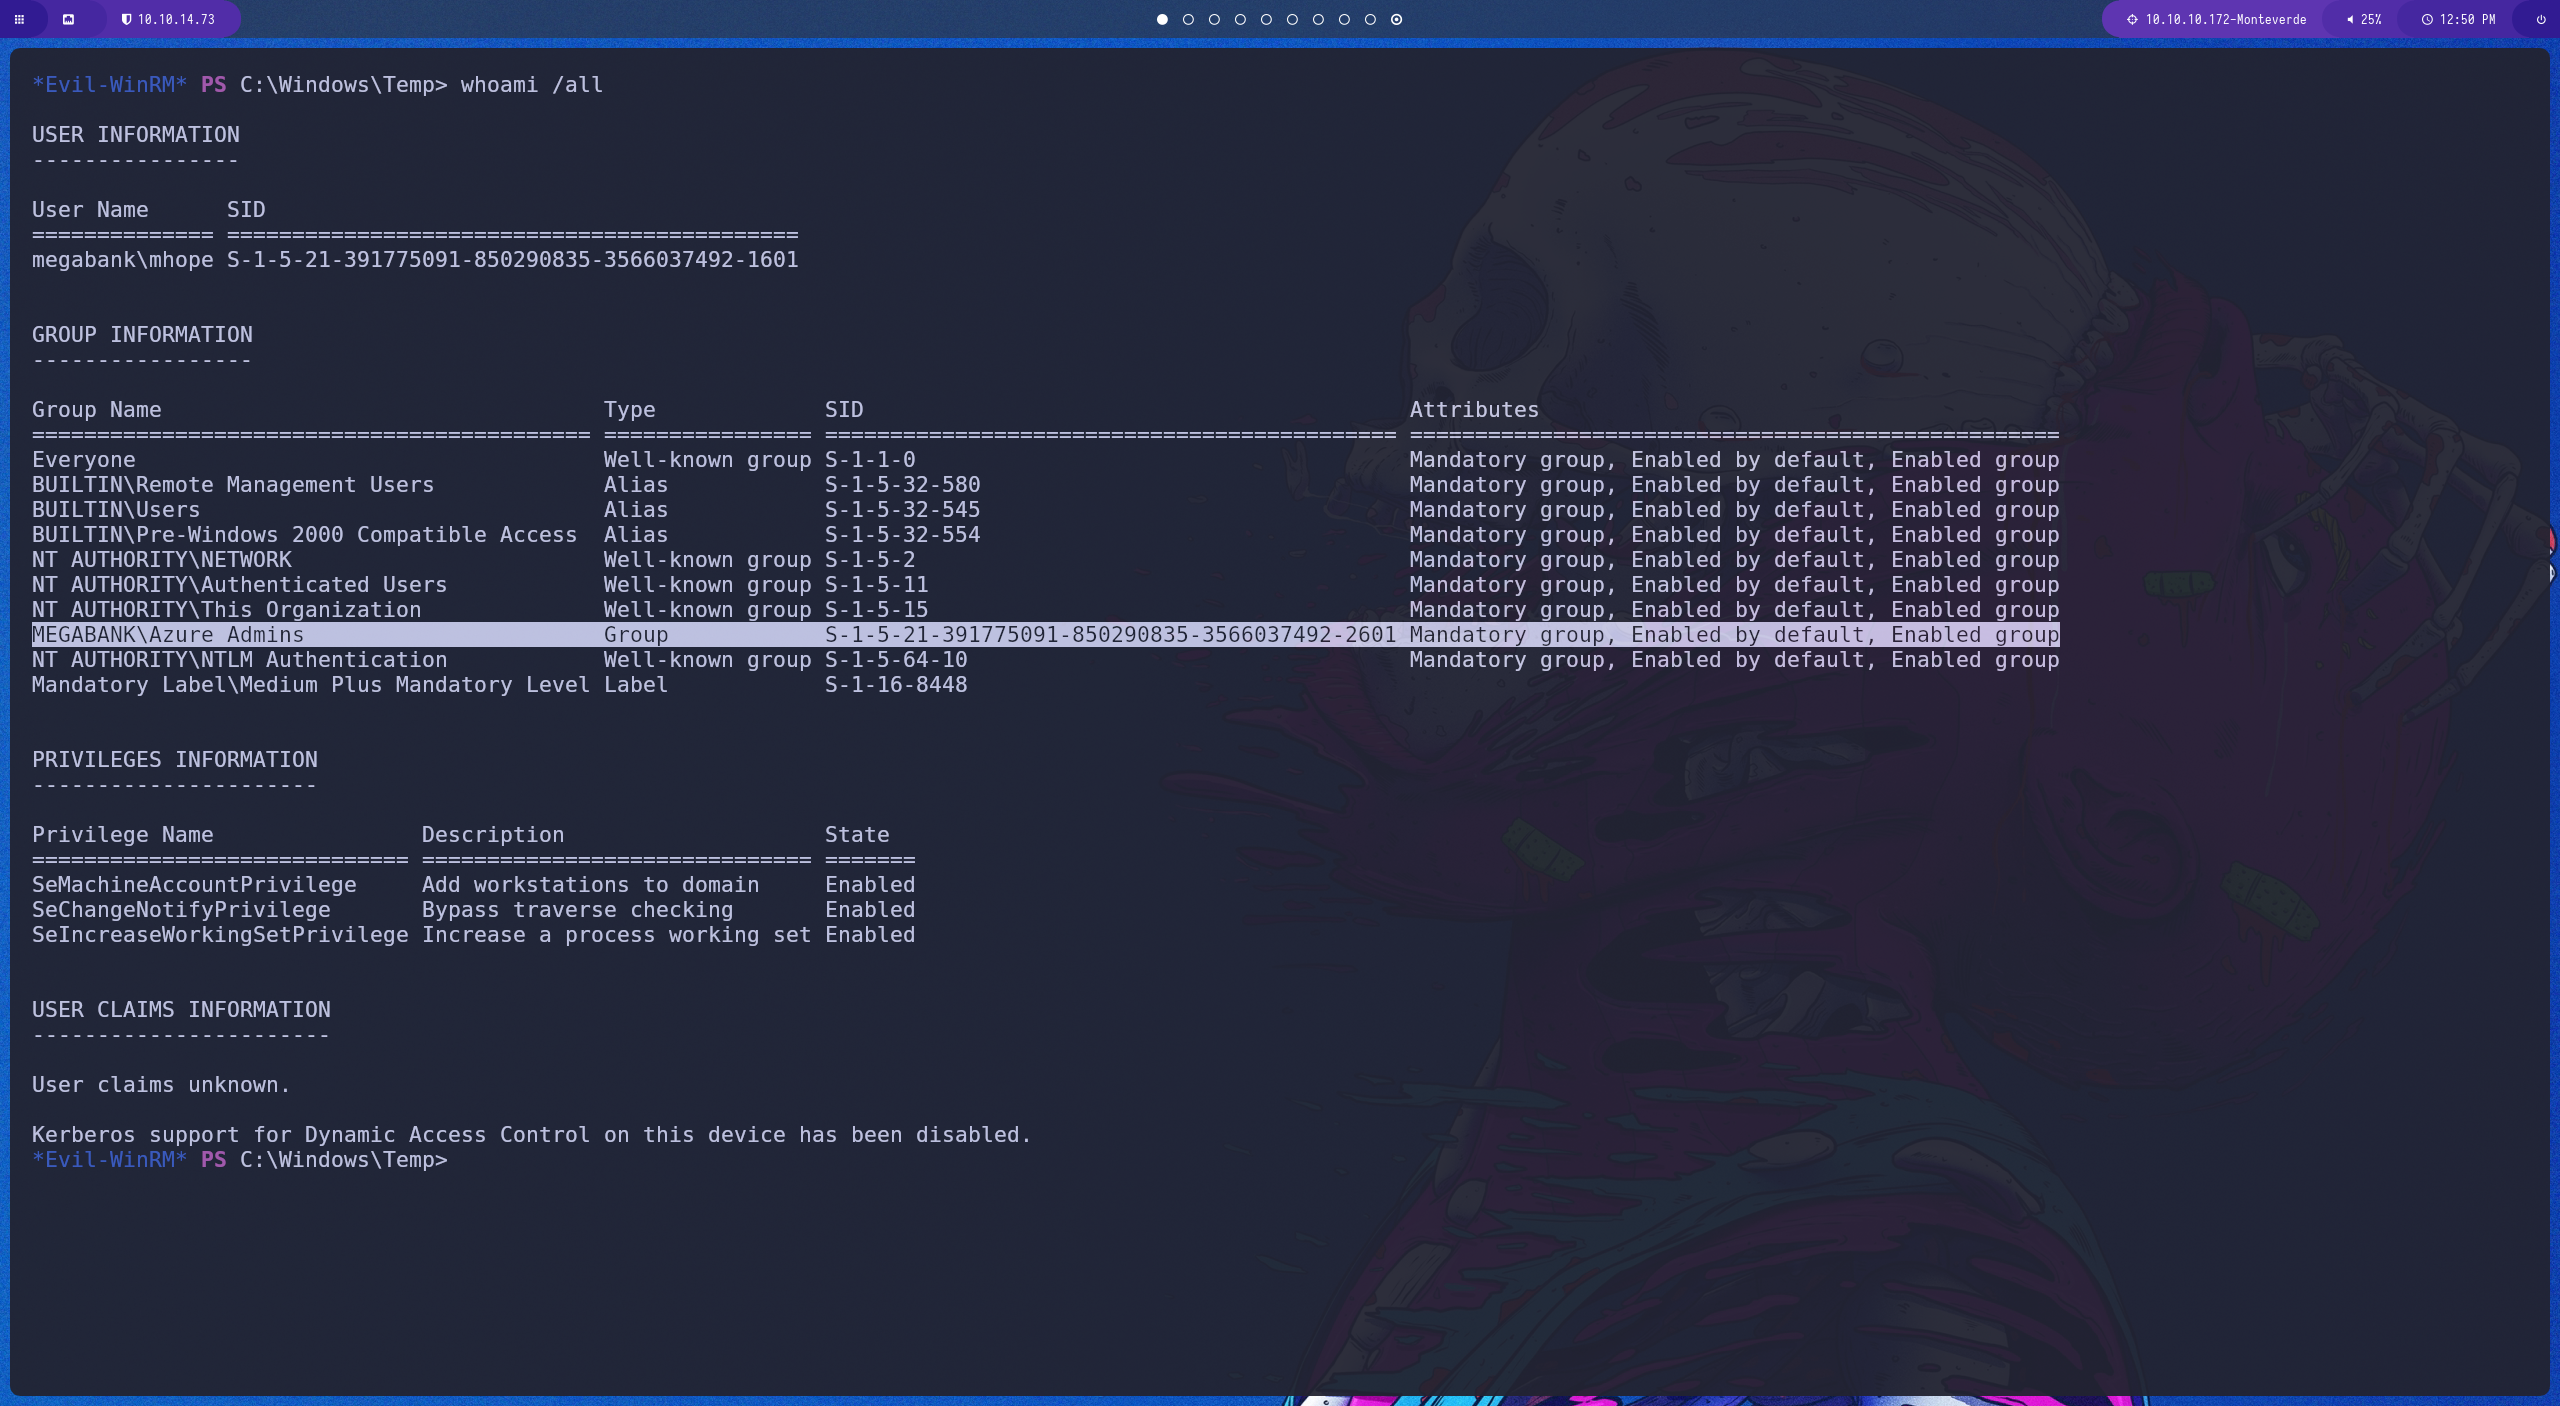 10.10.14.73
10.10.10.172-Monteverde 25% 12:50 PM
*Evil-WinRM* PS C:\Windows\Temp> whoami /all
USER INFORMATION
----------------
User Name      SID
============== ============================================
megabank\mhope S-1-5-21-391775091-850290835-3566037492-1601
GROUP INFORMATION
-----------------
Group Name                                  Type             SID                                          Attributes
=========================================== ================ ============================================ ==================================================
Everyone                                    Well-known group S-1-1-0                                      Mandatory group, Enabled by default, Enabled group
BUILTIN\Remote Management Users             Alias            S-1-5-32-580                                 Mandatory group, Enabled by default, Enabled group
BUILTIN\Users                               Alias            S-1-5-32-545                                 Mandatory group, Enabled by default, Enabled group
BUILTIN\Pre-Windows 2000 Compatible Access  Alias            S-1-5-32-554                                 Mandatory group, Enabled by default, Enabled group
NT AUTHORITY\NETWORK                        Well-known group S-1-5-2                                      Mandatory group, Enabled by default, Enabled group
NT AUTHORITY\Authenticated Users            Well-known group S-1-5-11                                     Mandatory group, Enabled by default, Enabled group
NT AUTHORITY\This Organization              Well-known group S-1-5-15                                     Mandatory group, Enabled by default, Enabled group
MEGABANK\Azure Admins                       Group            S-1-5-21-391775091-850290835-3566037492-2601 Mandatory group, Enabled by default, Enabled group
NT AUTHORITY\NTLM Authentication            Well-known group S-1-5-64-10                                  Mandatory group, Enabled by default, Enabled group
Mandatory Label\Medium Plus Mandatory Level Label            S-1-16-8448
PRIVILEGES INFORMATION
----------------------
Privilege Name                Description                    State
============================= ============================== =======
SeMachineAccountPrivilege     Add workstations to domain     Enabled
SeChangeNotifyPrivilege       Bypass traverse checking       Enabled
SeIncreaseWorkingSetPrivilege Increase a process working set Enabled
USER CLAIMS INFORMATION
-----------------------
User claims unknown.
Kerberos support for Dynamic Access Control on this device has been disabled.
*Evil-WinRM* PS C:\Windows\Temp>